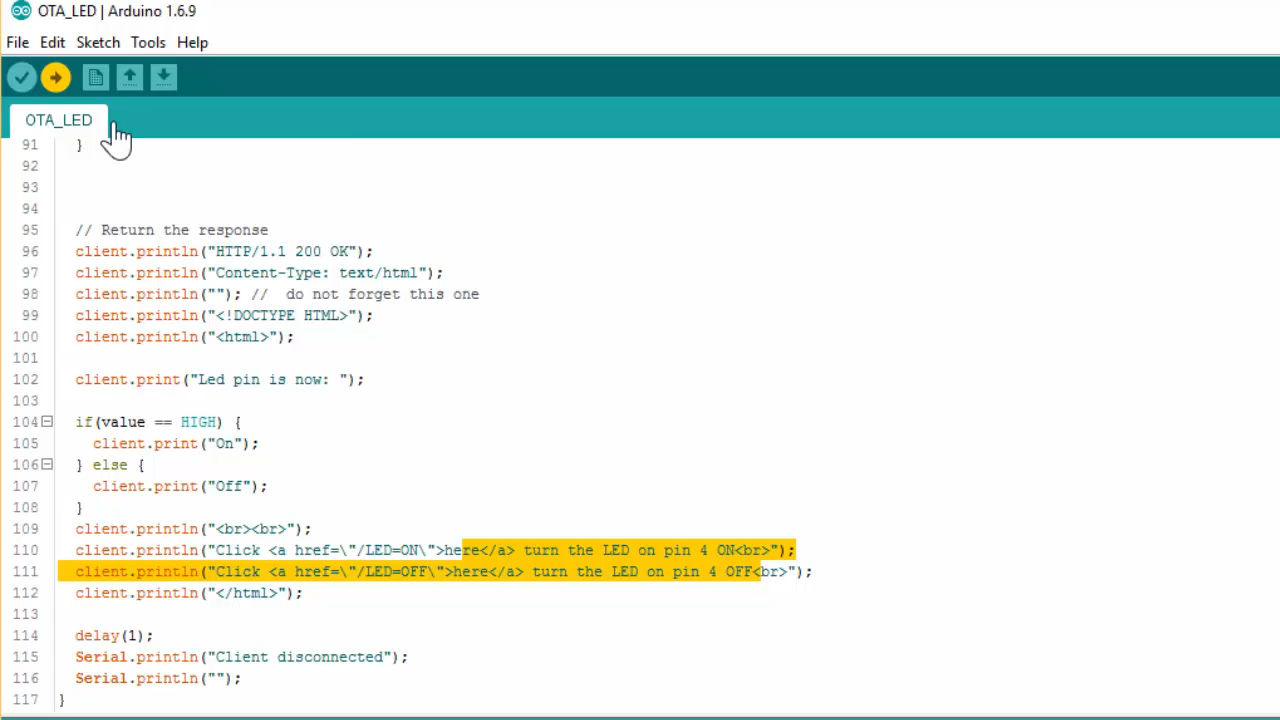 OTA_LED | Arduino 1.6.9
File Edit Sketch Tools Help
OTA_LED
91 }
92
93
94
95 // Return the response
96 client.println("HTTP/1.1 200 OK");
97 client.println("Content-Type: text/html");
98 client.println(""); //  do not forget this one
99 client.println("<!DOCTYPE HTML>");
100 client.println("<html>");
101
102 client.print("Led pin is now: ");
103
104 if(value == HIGH) {
105 client.print("On");
106 } else {
107 client.print("Off");
108 }
109 client.println("<br><br>");
110 client.println("Click <a href=\"/LED=ON\">here</a> turn the LED on pin 4 ON<br>");
111 client.println("Click <a href=\"/LED=OFF\">here</a> turn the LED on pin 4 OFF<br>");
112 client.println("</html>");
113
114 delay(1);
115 Serial.println("Client disconnected");
116 Serial.println("");
117 }